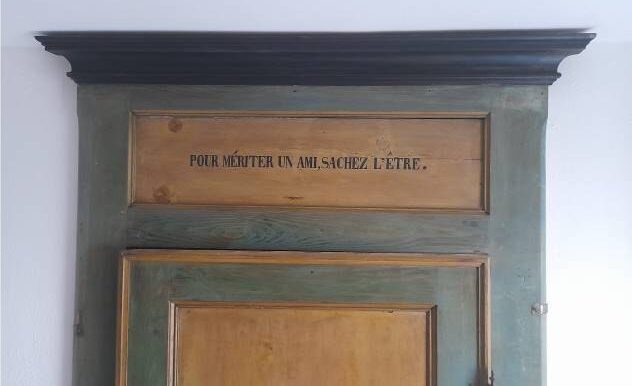 POUR MÉRITER UN AMI, SACHEZ L'ÊTRE.